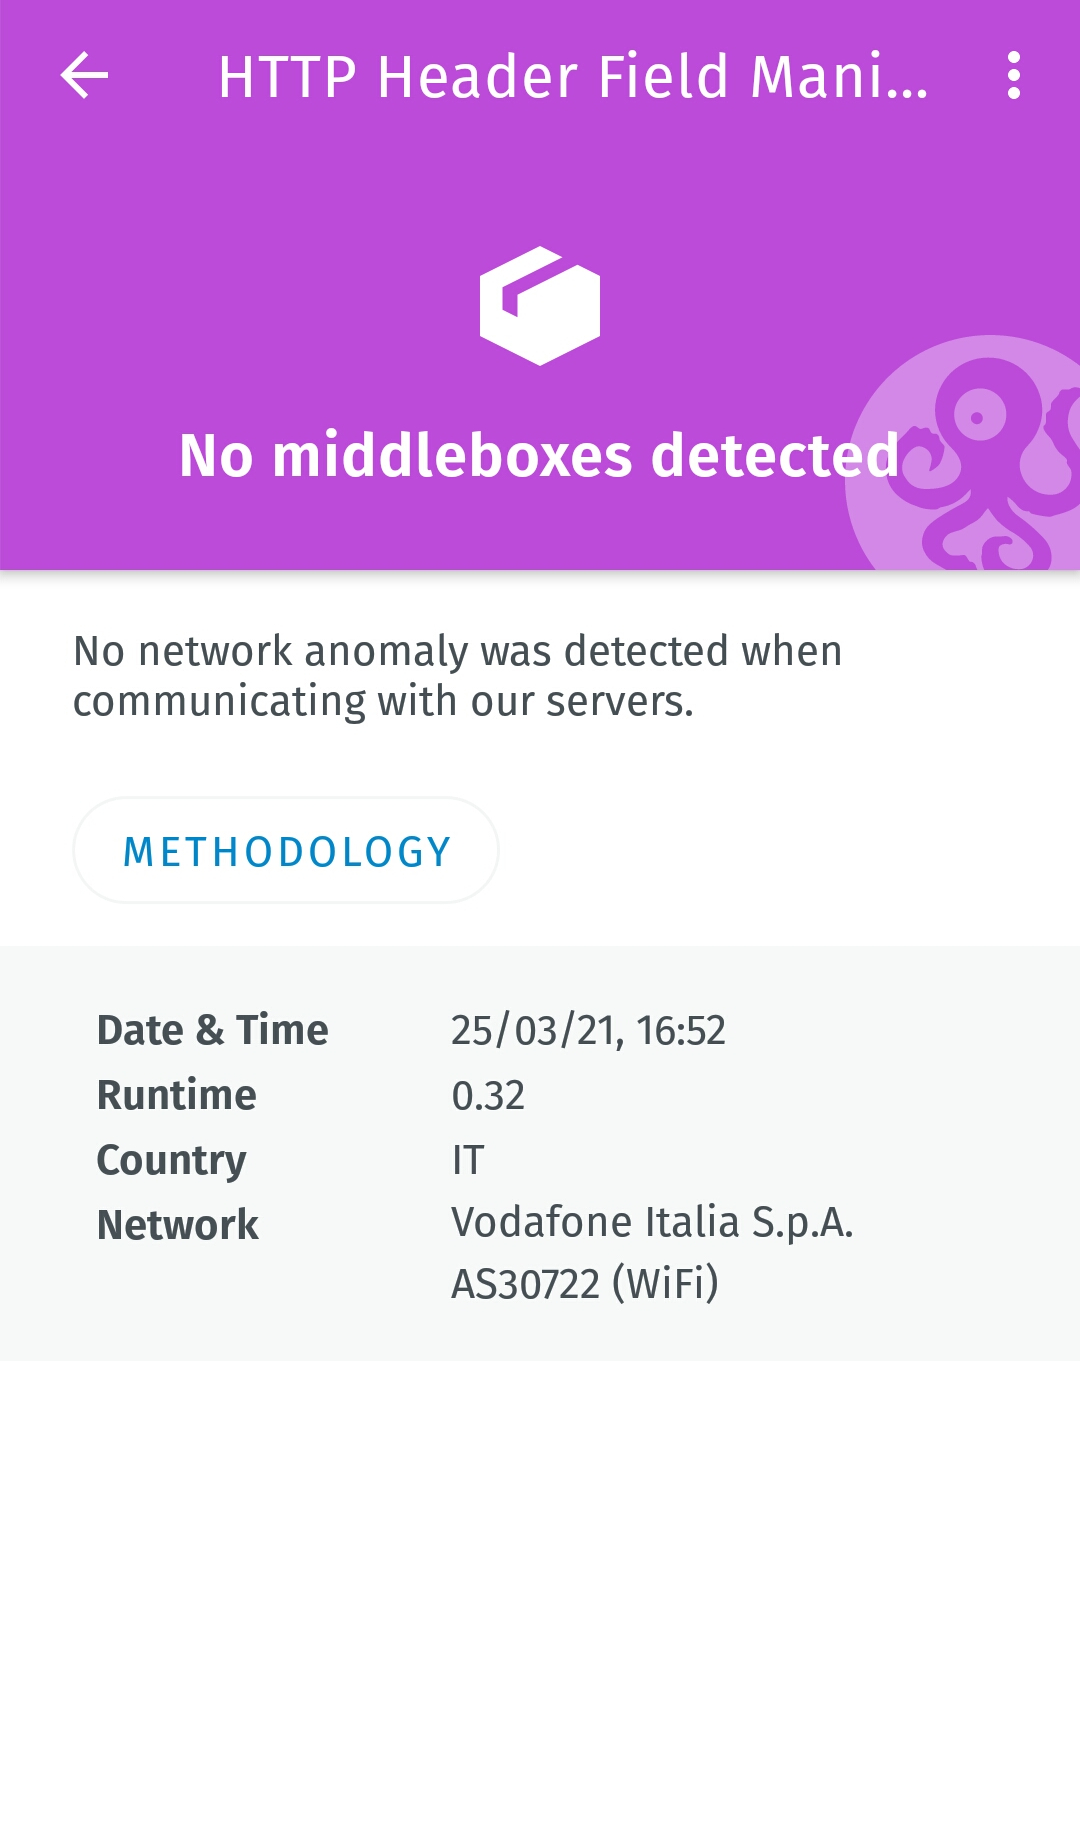 HTTP Header Field Mani...
No middleboxes detected
No network anomaly was detected when
communicating with our servers.
METHODOLOGY
Date & Time 25/03/21, 16:52
Runtime 0.32
Country IT
Network Vodafone Italia S.p.A.
AS30722 (WiFi)